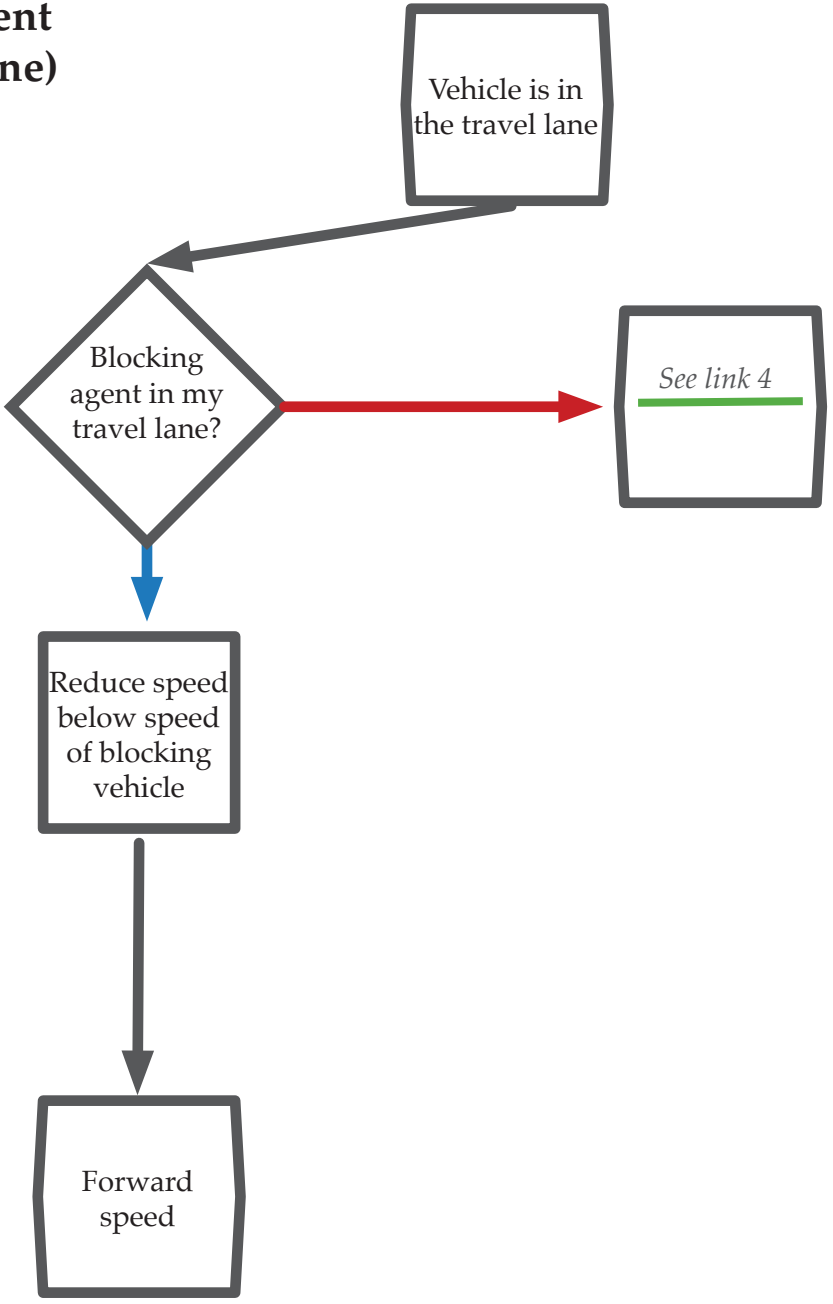 ent
ne)
Vehicle is in
the travel lane
Blocking
agent in my
travel lane?
See link 4
Reduce speed
below speed
of blocking
vehicle
Forward
speed